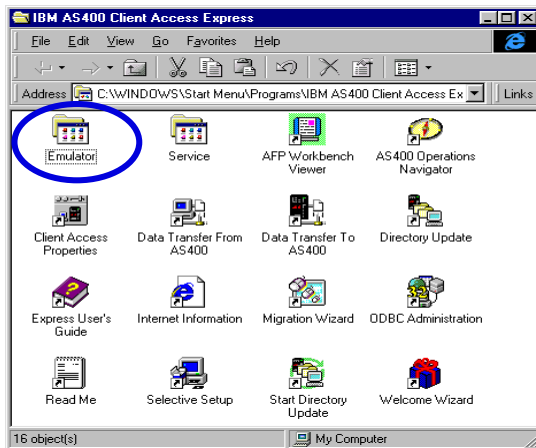 IBM AS400 Client Access Express
File Edit View Go Favorites Help
Address C:\WINDOWS\Start Menu\Programs\IBM AS400 Client Access Ex Links
Emulator
Service
AFP Workbench
Viewer
AS400 Operations
Navigator
Client Access
Properties
Data Transfer From
AS400
Data Transfer To
AS400
Directory Update
Express User's
Guide
Internet Information
Migration Wizard
ODBC Administration
Read Me
Selective Setup
Start Directory
Update
Welcome Wizard
16 object(s)
My Computer